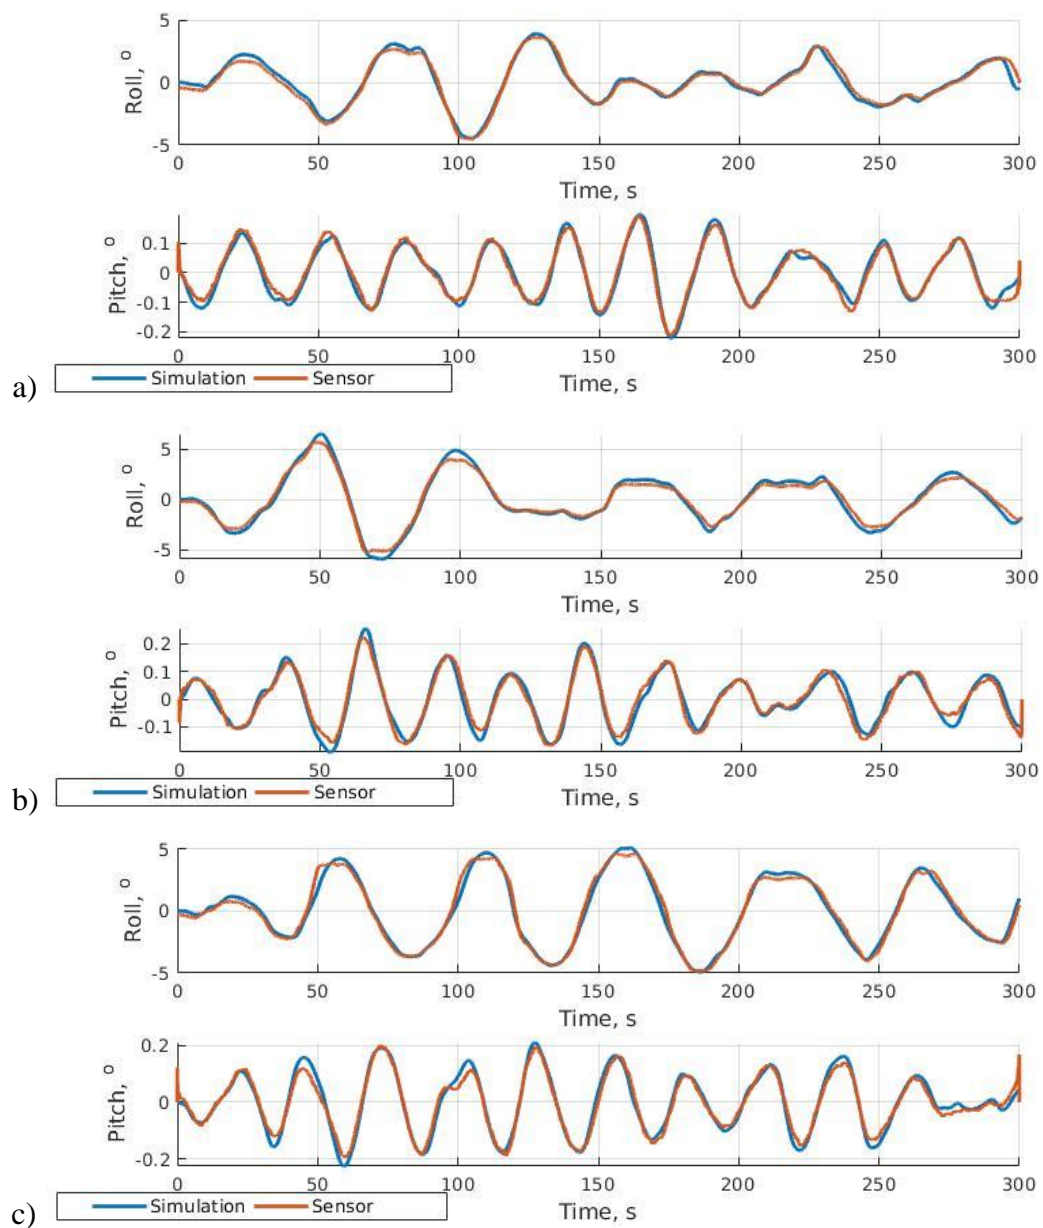 5
0
-5
Roll, °
0 50 100 150 200 250 300
Time, s
0.1
0
-0.1
-0.2
Pitch, °
0 50 100 150 200 250 300
Time, s
a) Simulation Sensor
5
0
-5
Roll, °
0 50 100 150 200 250 300
Time, s
0.2
0.1
0
-0.1
Pitch, °
0 50 100 150 200 250 300
Time, s
b) Simulation Sensor
5
0
-5
Roll, °
0 50 100 150 200 250 300
Time, s
0.2
0
-0.2
Pitch, °
0 50 100 150 200 250 300
Time, s
c) Simulation Sensor